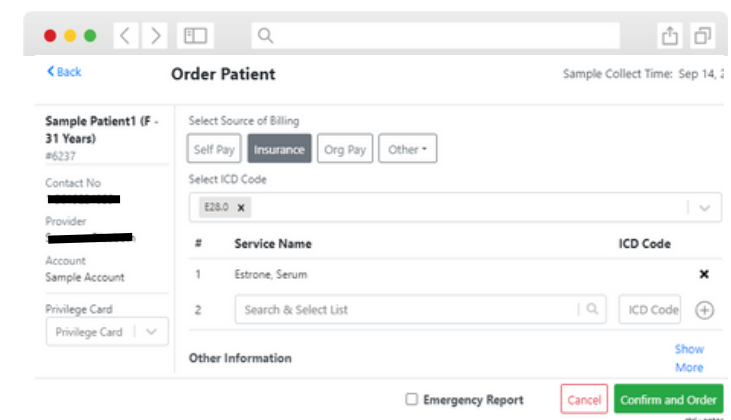 Back
Order Patient
Sample Collect Time: Sep 14,
Sample Patient1 (F -
31 Years)
#6237
Contact No
Provider
Account
Sample Account
Privilege Card
Privilege Card
Select Source of Billing
Self Pay Insurance Org Pay Other
Select ICD Code
E28.0 x
# Service Name ICD Code
1 Estrone, Serum x
2 Search & Select List ICD Code
Other Information
Show
More
Emergency Report
Cancel
Confirm and Order